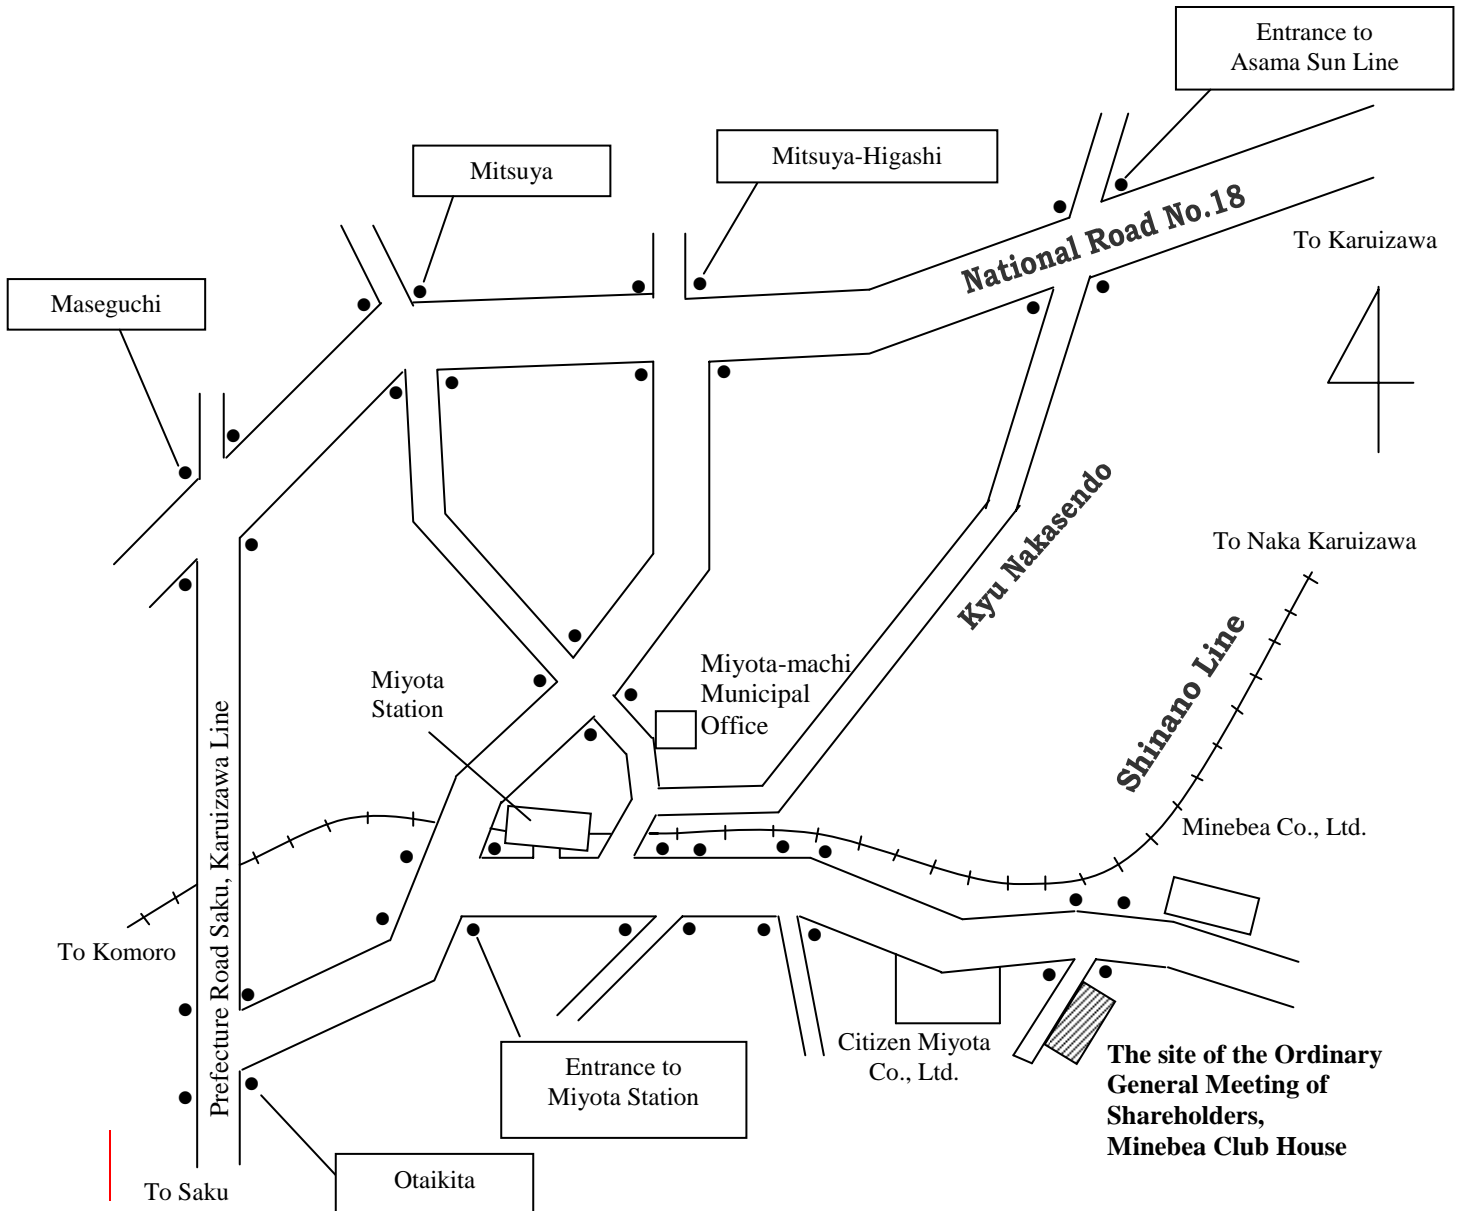 Entrance to
Asama Sun Line
Mitsuya
Mitsuya-Higashi
National Road No.18
To Karuizawa
Maseguchi
Kyu Nakasendo
To Naka Karuizawa
Shinano Line
Miyota
Station
Miyota-machi
Municipal
Office
Prefecture Road Saku, Karuizawa Line
Minebea Co., Ltd.
To Komoro
Citizen Miyota
Co., Ltd.
Entrance to
Miyota Station
The site of the Ordinary
General Meeting of
Shareholders,
Minebea Club House
Otaikita
To Saku